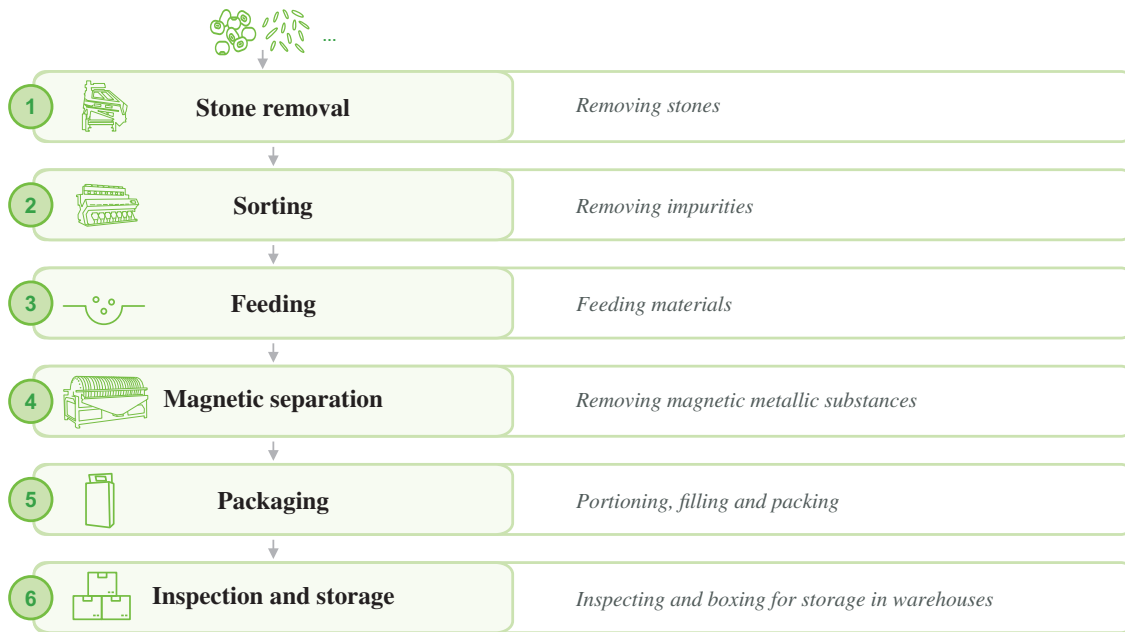 ...
1 Stone removal Removing stones
2 Sorting Removing impurities
3 Feeding Feeding materials
4 Magnetic separation Removing magnetic metallic substances
5 Packaging Portioning, filling and packing
6 Inspection and storage Inspecting and boxing for storage in warehouses